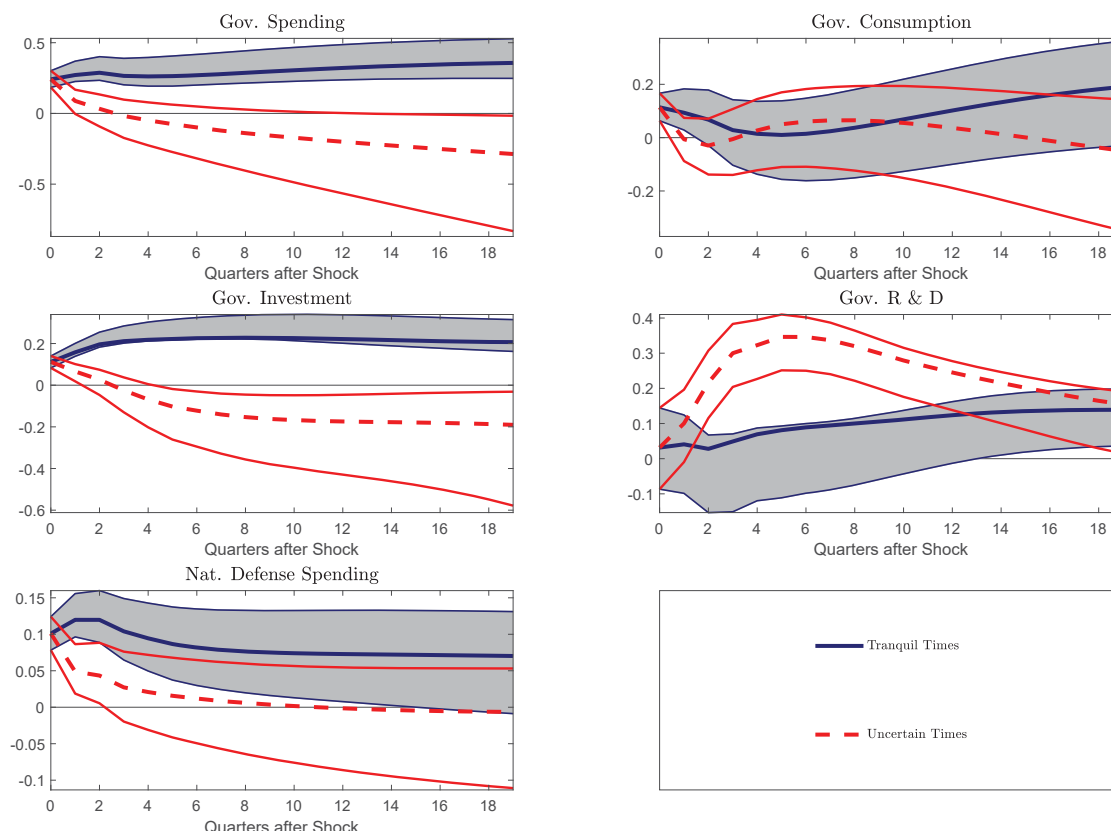 Gov. Spending
0.5
0
-0.5
0 2 4 6 8 10 12 14 16 18
Quarters after Shock
Gov. Consumption
0.2
0
-0.2
0 2 4 6 8 10 12 14 16 18
Quarters after Shock
Gov. Investment
0.2
0
-0.2
-0.4
-0.6
0 2 4 6 8 10 12 14 16 18
Quarters after Shock
Gov. R & D
0.4
0.3
0.2
0.1
0
-0.1
0 2 4 6 8 10 12 14 16 18
Quarters after Shock
Nat. Defense Spending
0.15
0.1
0.05
0
-0.05
-0.1
0 2 4 6 8 10 12 14 16 18
Quarters after Shock
Tranquil Times
Uncertain Times